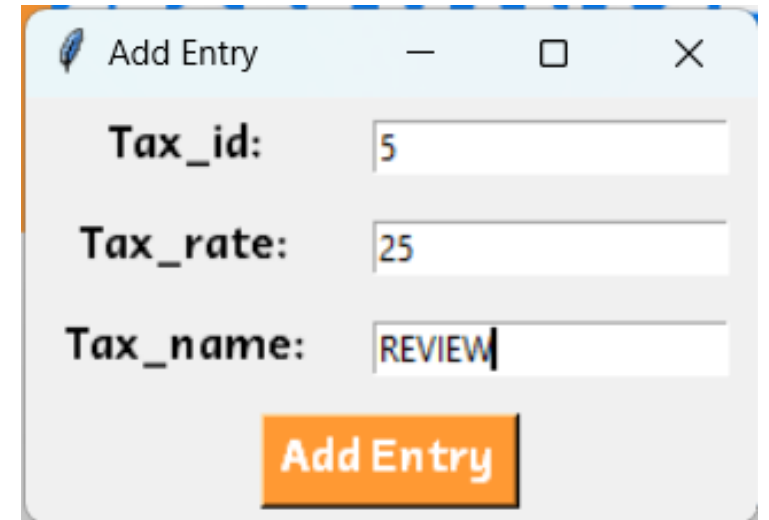 Add Entry
Tax_id: 5
Tax_rate: 25
Tax_name: REVIEW
Add Entry